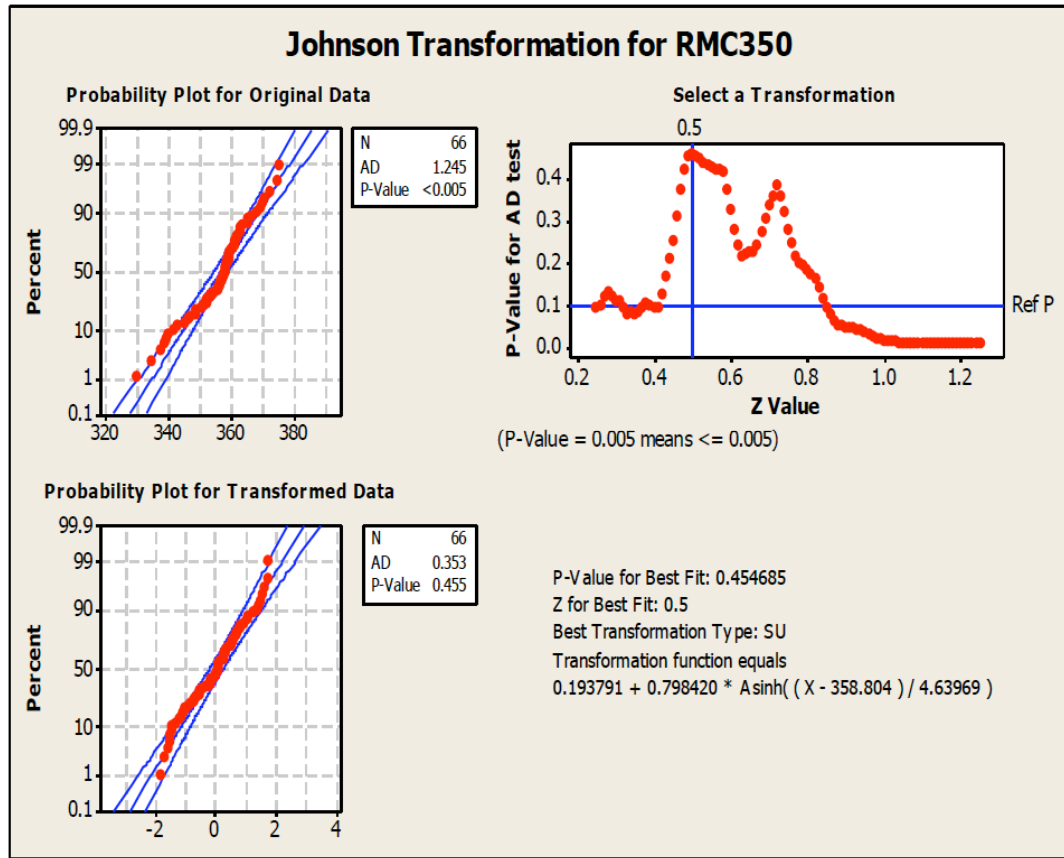 Johnson Transformation for RMC350
Probability Plot for Original Data
99.9
99
90
50
10
1
0.1
Percent
320 340 360 380
N 66
AD 1.245
P-Value <0.005
Select a Transformation
0.5
0.4
0.3
0.2
0.1
0.0
P-Value for AD test
Ref P
0.2 0.4 0.6 0.8 1.0 1.2
Z Value
(P-Value = 0.005 means <= 0.005)
Probability Plot for Transformed Data
99.9
99
90
50
10
1
0.1
Percent
-2 0 2 4
N 66
AD 0.353
P-Value 0.455
P-Value for Best Fit: 0.454685
Z for Best Fit: 0.5
Best Transformation Type: SU
Transformation function equals
0.193791 + 0.798420 * Asinh( ( X - 358.804 ) / 4.63969 )